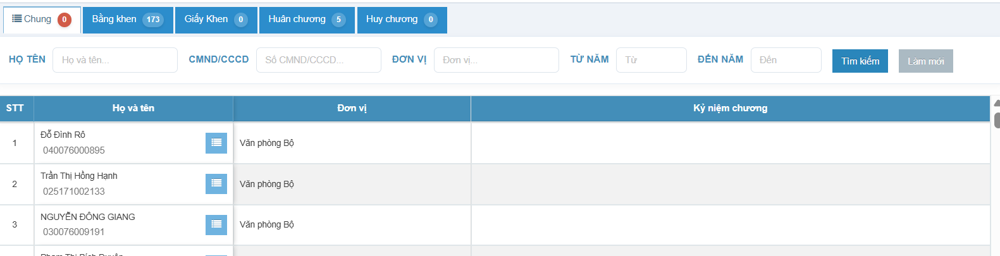 Chung 0 Bằng khen 173 Giấy Khen 0 Huân chương 5 Huy chương 0
HỌ TÊN Họ và tên... CMND/CCCD Số CMND/CCCD... ĐƠN VỊ Đơn vị... TỪ NĂM Từ ĐẾN NĂM Đến Tìm kiếm Làm mới
STT Họ và tên Đơn vị Kỷ niệm chương
1 Đỗ Đình Rô Văn phòng Bộ
040076000895
2 Trần Thị Hồng Hạnh Văn phòng Bộ
025171002133
3 NGUYỄN ĐÔNG GIANG Văn phòng Bộ
030076009191